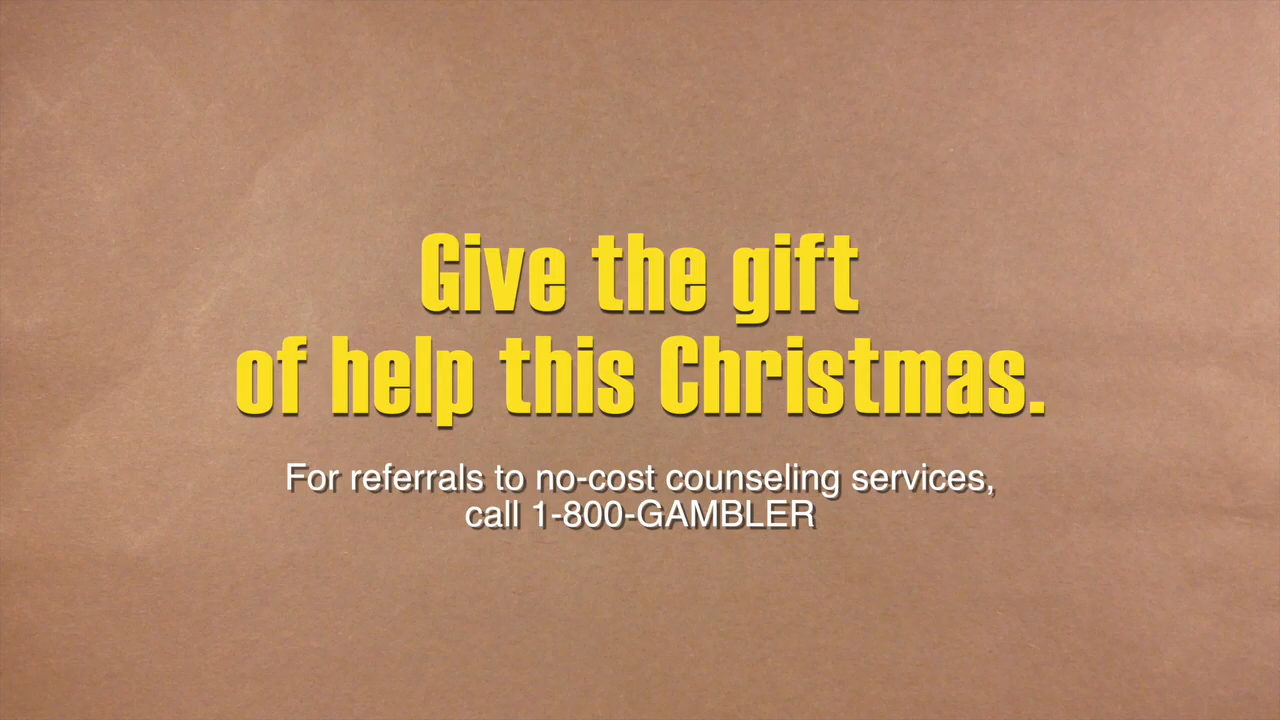 Give the gift
of help this Christmas.
For referrals to no-cost counseling services,
call 1-800-GAMBLER